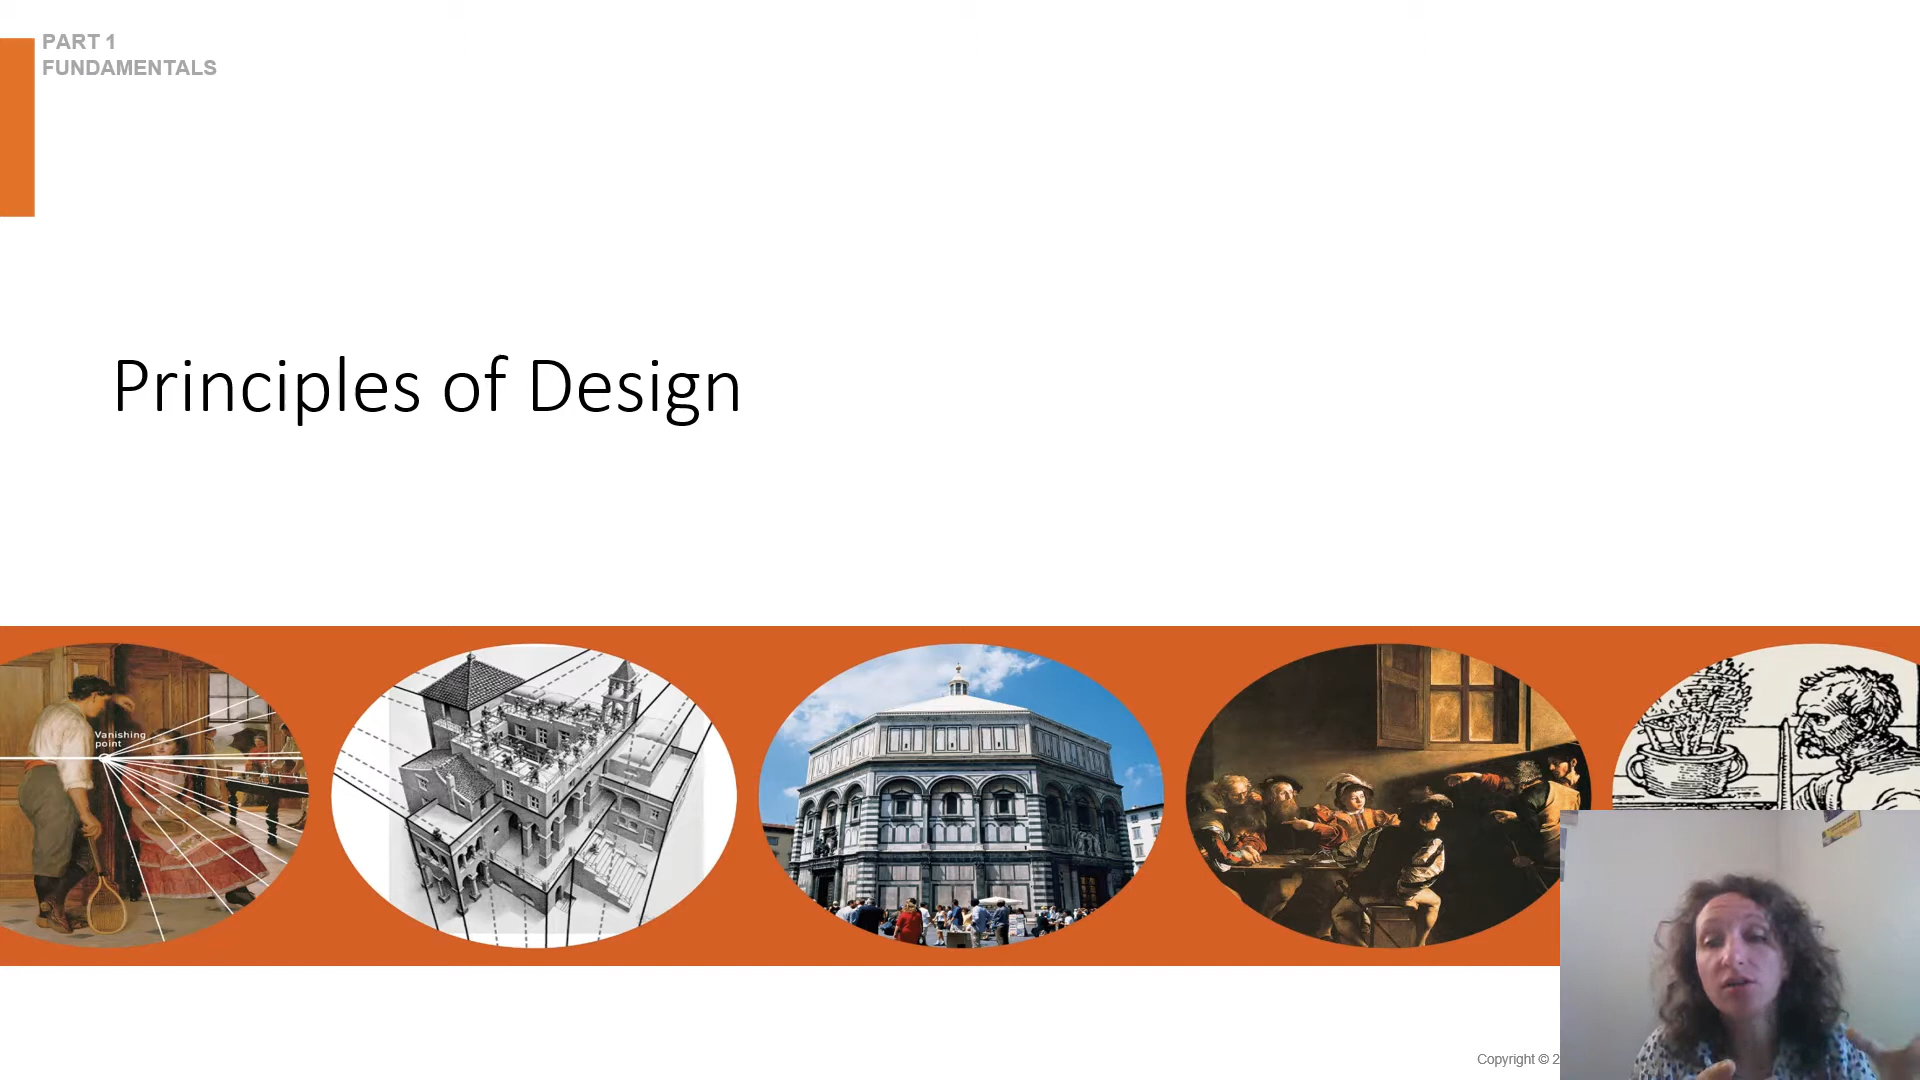 PART 1
FUNDAMENTALS
Principles of Design
Vanishing
point
Copyright © 2